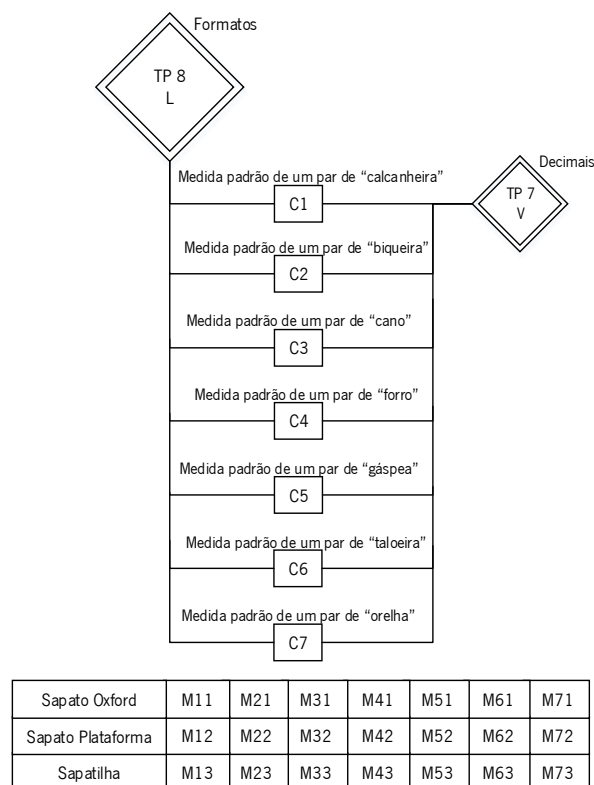 Formatos
TP 8
L
Decimais
TP 7
V
Medida padrão de um par de “calcanheira”
C1
Medida padrão de um par de “biqueira”
C2
Medida padrão de um par de “cano”
C3
Medida padrão de um par de “forro”
C4
Medida padrão de um par de “gáspea”
C5
Medida padrão de um par de “taloeira”
C6
Medida padrão de um par de “orelha”
C7
Sapato Oxford M11 M21 M31 M41 M51 M61 M71
Sapato Plataforma M12 M22 M32 M42 M52 M62 M72
Sapatilha M13 M23 M33 M43 M53 M63 M73